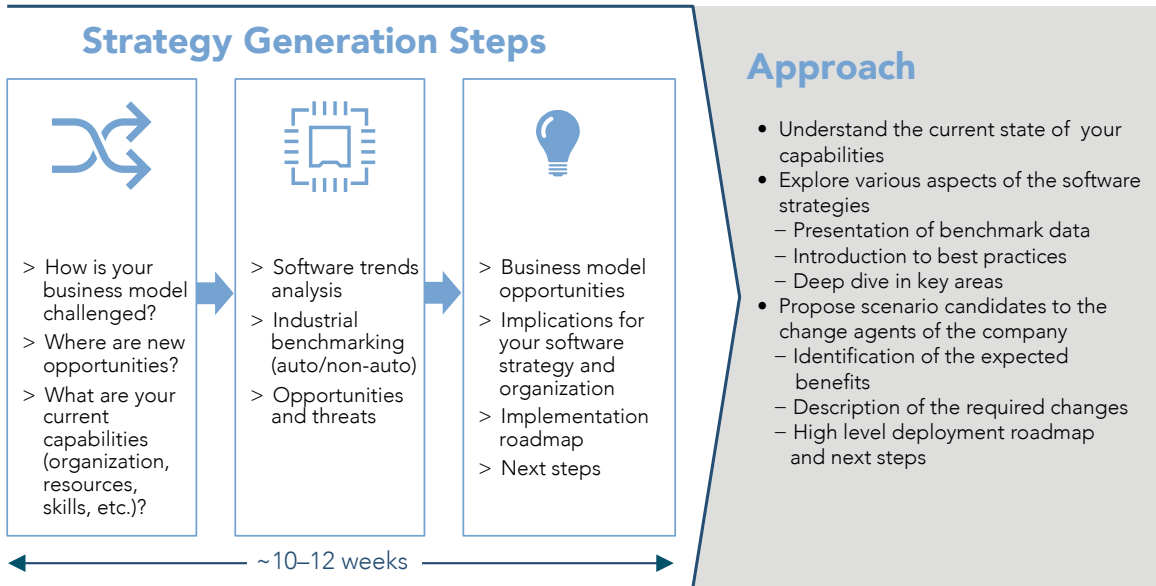 Strategy Generation Steps
> How is your
business model
challenged?
> Where are new
opportunities?
> What are your
current
capabilities
(organization,
resources,
skills, etc.)?
> Software trends
analysis
> Industrial
benchmarking
(auto/non-auto)
> Opportunities
and threats
> Business model
opportunities
> Implications for
your software
strategy and
organization
> Implementation
roadmap
> Next steps
~10–12 weeks
Approach
• Understand the current state of your
capabilities
• Explore various aspects of the software
strategies
– Presentation of benchmark data
– Introduction to best practices
– Deep dive in key areas
• Propose scenario candidates to the
change agents of the company
– Identification of the expected
benefits
– Description of the required changes
– High level deployment roadmap
and next steps